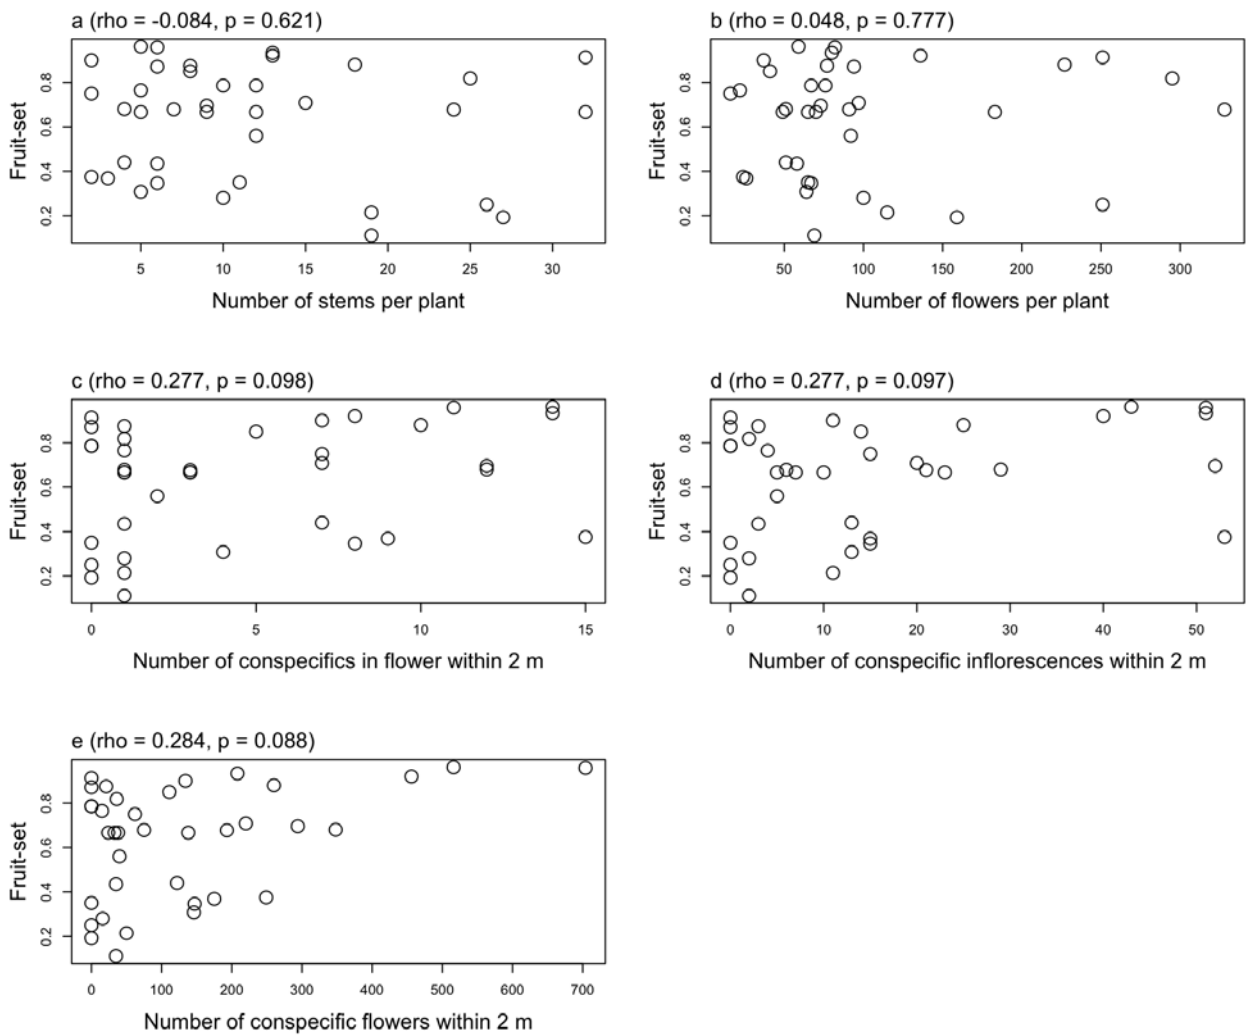 a (rho = -0.084, p = 0.621)
Fruit-set
0.2 0.4 0.6 0.8
5 10 15 20 25 30
Number of stems per plant
b (rho = 0.048, p = 0.777)
Fruit-set
0.2 0.4 0.6 0.8
50 100 150 200 250 300
Number of flowers per plant
c (rho = 0.277, p = 0.098)
Fruit-set
0.2 0.4 0.6 0.8
0 5 10 15
Number of conspecifics in flower within 2 m
d (rho = 0.277, p = 0.097)
Fruit-set
0.2 0.4 0.6 0.8
0 10 20 30 40 50
Number of conspecific inflorescences within 2 m
e (rho = 0.284, p = 0.088)
Fruit-set
0.2 0.4 0.6 0.8
0 100 200 300 400 500 600 700
Number of conspecific flowers within 2 m